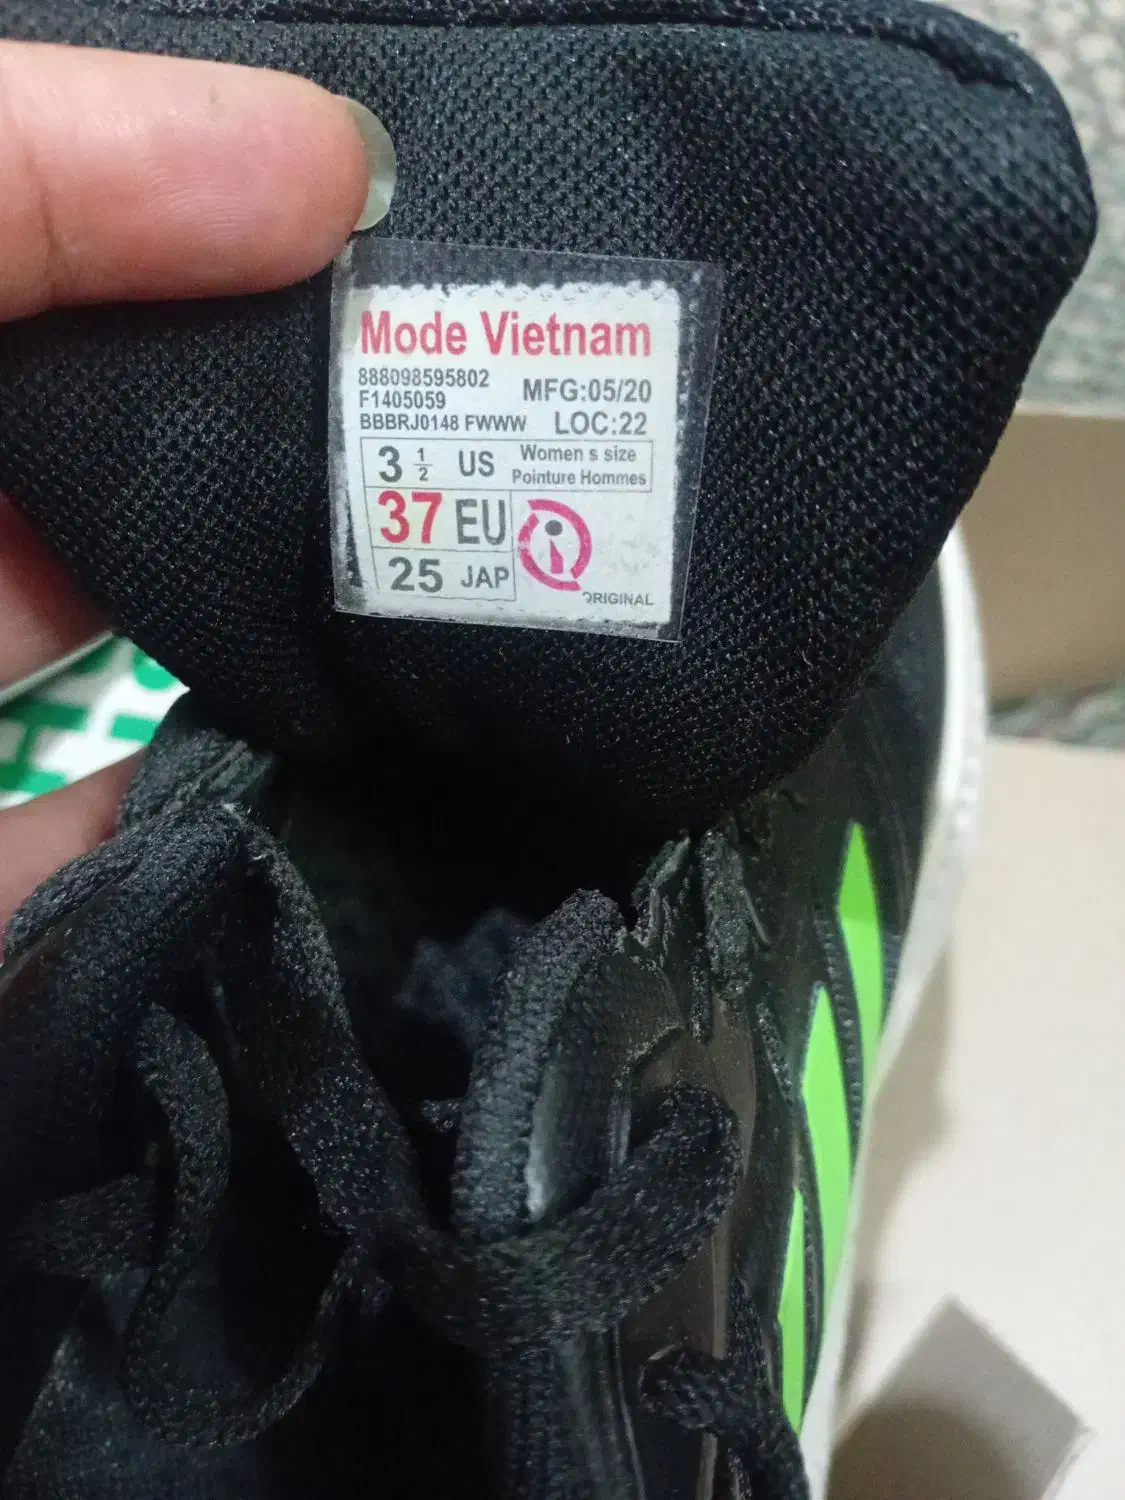 Mode Vietnam
888098595802
F1405059
MFG:05/20
BBBRJ0148 FWWW
LOC:22
3 1/2 US
Women s size
Pointure Hommes
37 EU
25 JAP
ORIGINAL